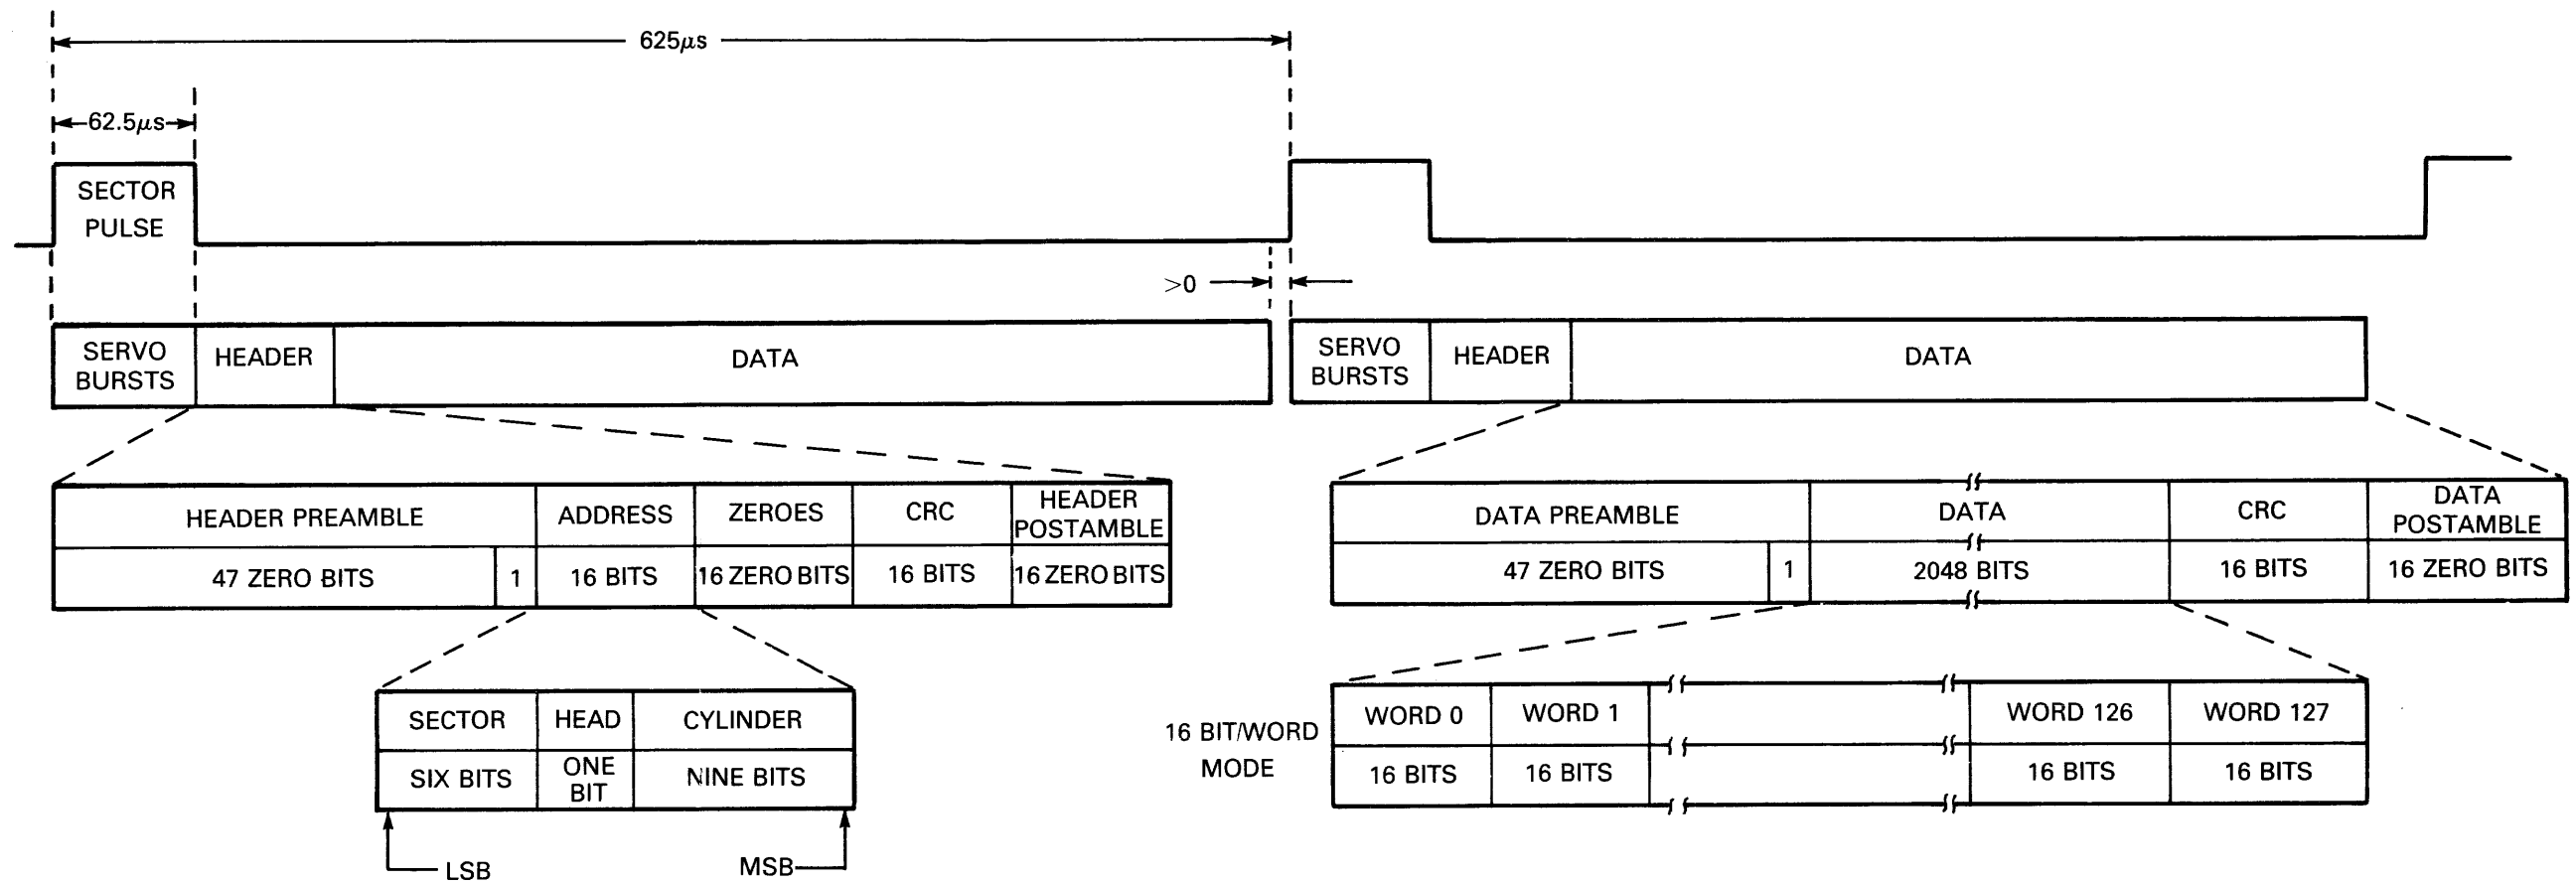 625μs
62.5μs
SECTOR
PULSE
>0
SERVO
BURSTS
HEADER
DATA
SERVO
BURSTS
HEADER
DATA
HEADER PREAMBLE
ADDRESS
ZEROES
CRC
HEADER
POSTAMBLE
47 ZERO BITS
1
16 BITS
16 ZERO BITS
16 BITS
16 ZERO BITS
DATA PREAMBLE
DATA
CRC
DATA
POSTAMBLE
47 ZERO BITS
1
2048 BITS
16 BITS
16 ZERO BITS
SECTOR
HEAD
CYLINDER
SIX BITS
ONE
BIT
NINE BITS
LSB
MSB
16 BIT/WORD
MODE
WORD 0
WORD 1
WORD 126
WORD 127
16 BITS
16 BITS
16 BITS
16 BITS